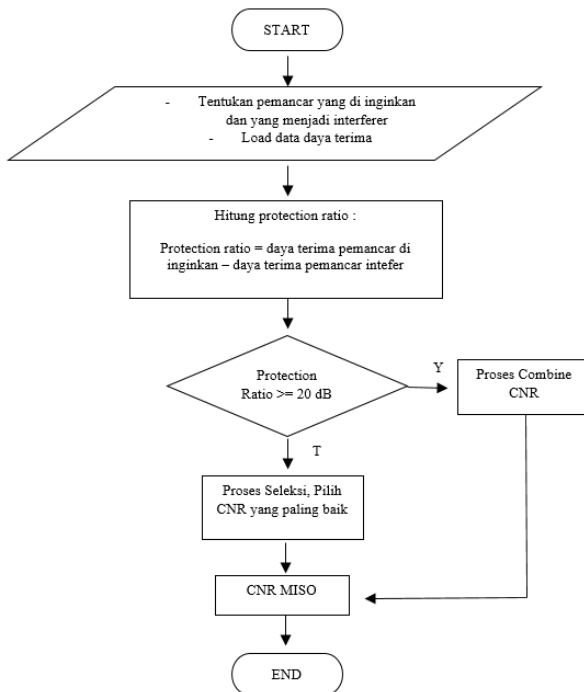 START
- Tentukan pemancar yang di inginkan
dan yang menjadi interferer
- Load data daya terima
Hitung protection ratio :
Protection ratio = daya terima pemancar di
inginkan – daya terima pemancar intefer
Protection
Ratio >= 20 dB
Y
Proses Combine
CNR
T
Proses Seleksi, Pilih
CNR yang paling baik
CNR MISO
END